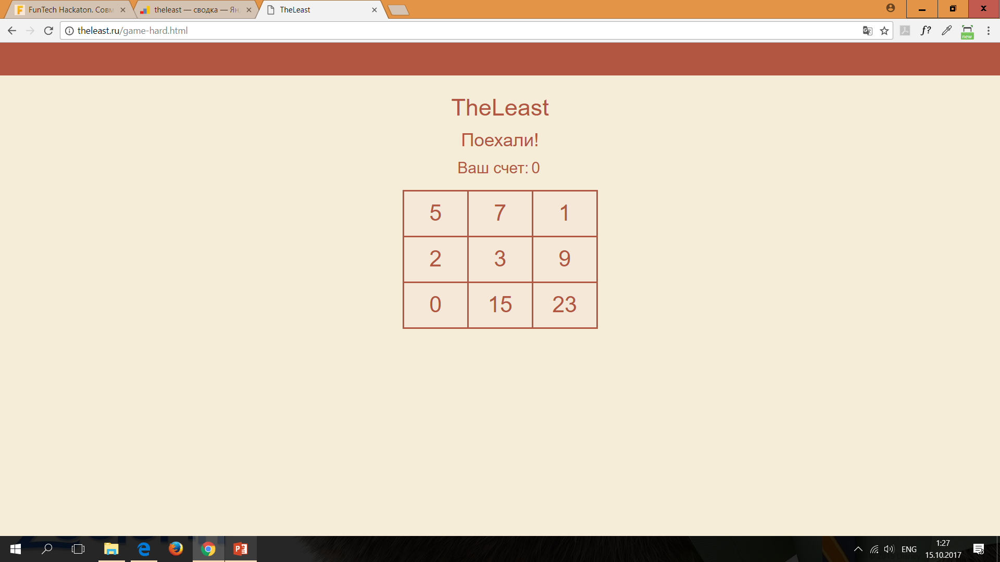 FunTech Hackaton. Совм
theleast — сводка — Ян
TheLeast
theleast.ru/game-hard.html
f?
new
TheLeast
Поехали!
Ваш счет: 0
5 7 1
2 3 9
0 15 23
ENG
1:27
15.10.2017